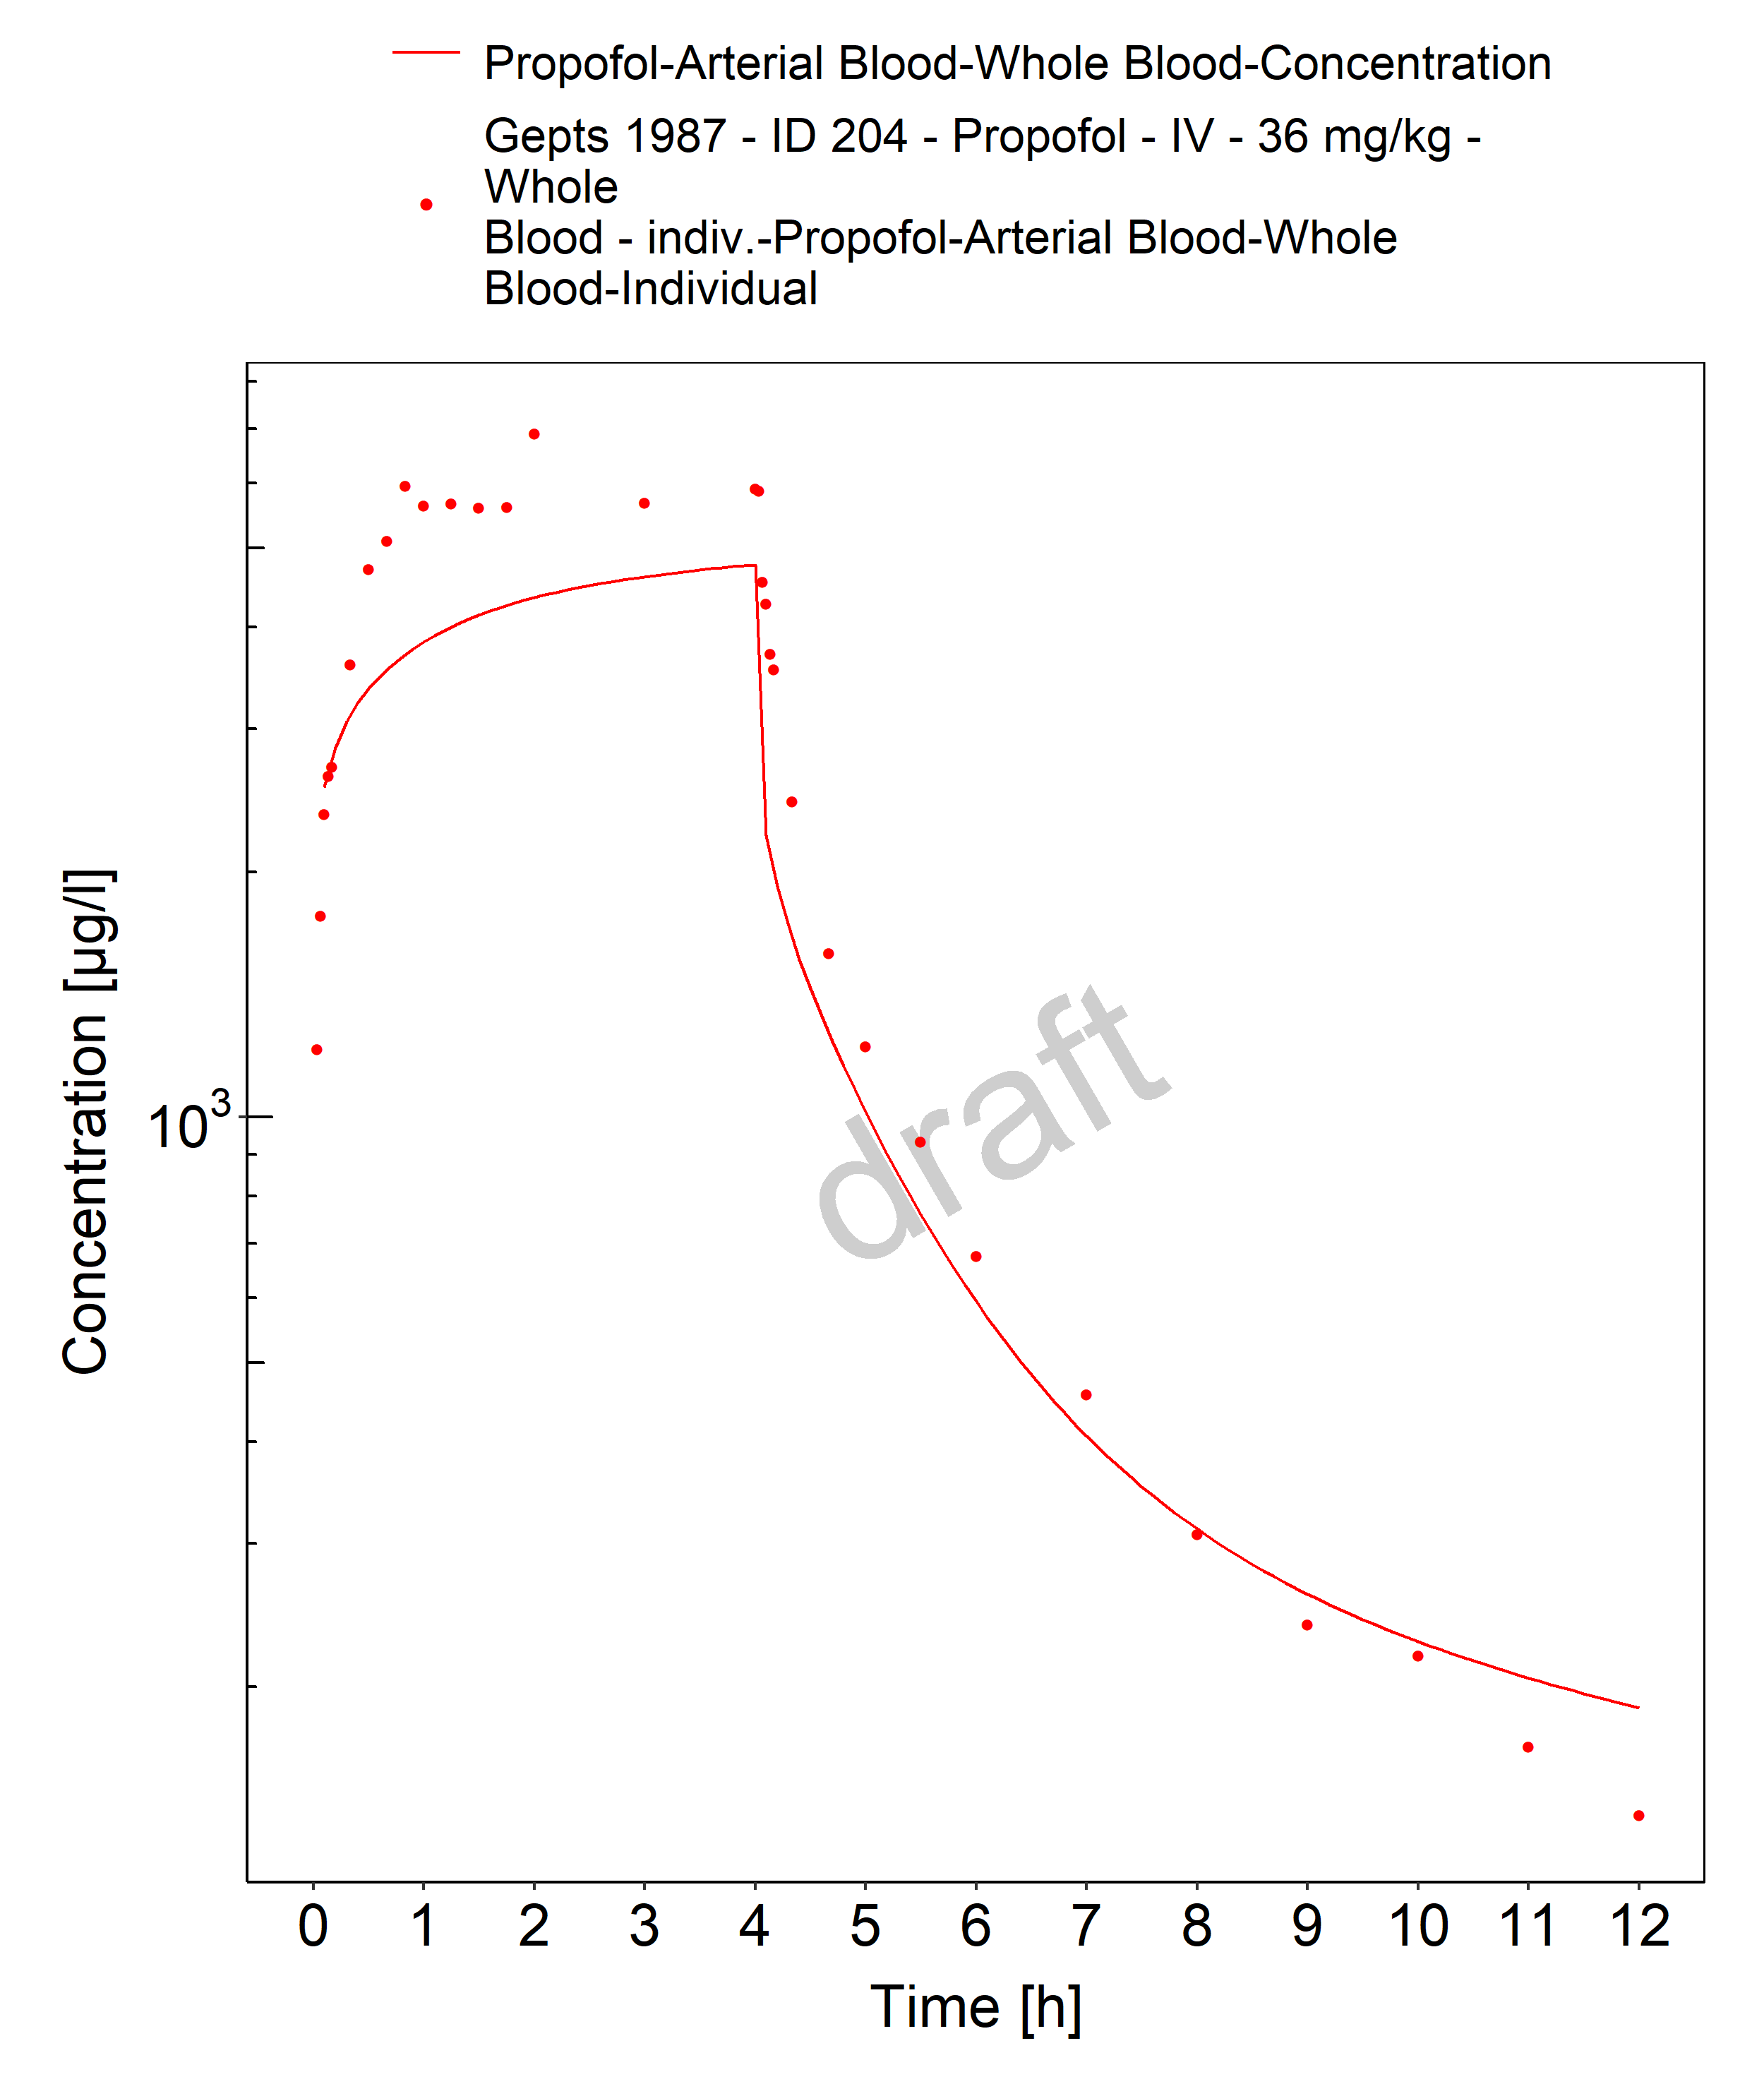 Propofol-Arterial Blood-Whole Blood-Concentration
Gepts 1987 - ID 204 - Propofol - IV - 36 mg/kg -
Whole
Blood - indiv.-Propofol-Arterial Blood-Whole
Blood-Individual
Concentration [µg/l]
10³
draft
0 1 2 3 4 5 6 7 8 9 10 11 12
Time [h]